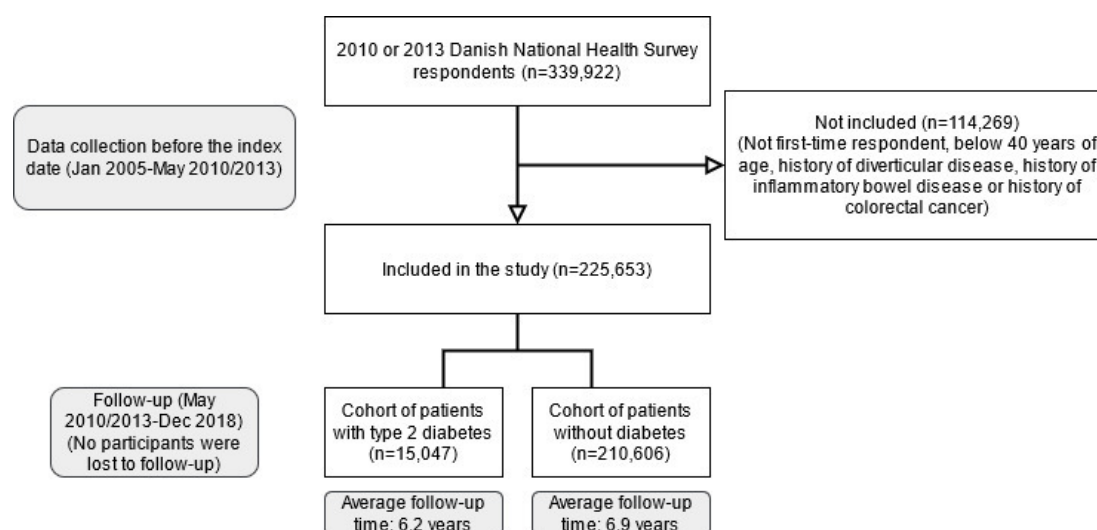 2010 or 2013 Danish National Health Survey
respondents (n=339,922)
Data collection before the index
date (Jan 2005-May 2010/2013)
Not included (n=114,269)
(Not first-time respondent, below 40 years of
age, history of diverticular disease, history of
inflammatory bowel disease or history of
colorectal cancer)
Included in the study (n=225,653)
Follow-up (May
2010/2013-Dec 2018)
(No participants were
lost to follow-up)
Cohort of patients
with type 2 diabetes
(n=15,047)
Cohort of patients
without diabetes
(n=210,606)
Average follow-up
time: 6.2 years
Average follow-up
time: 6.9 years